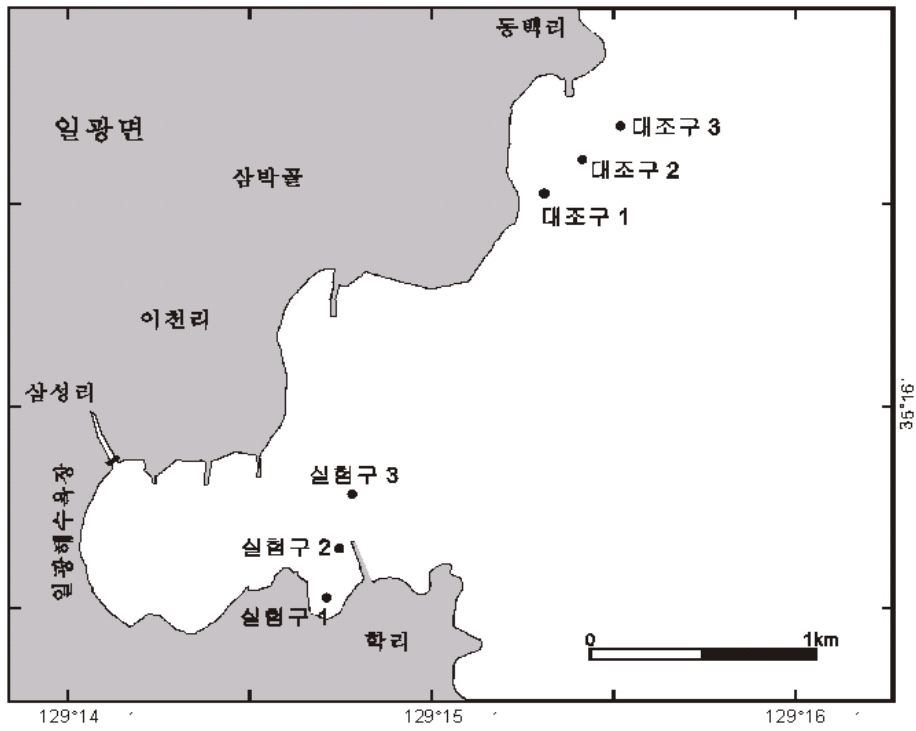 동백리
일광면
대조구 3
대조구 2
삼박골
대조구 1
이천리
삼성리
35°16′
일광해수욕장
실험구 3
실험구 2
실험구 1
학리
0 1km
129°14 ′ 129°15 ′ 129°16 ′